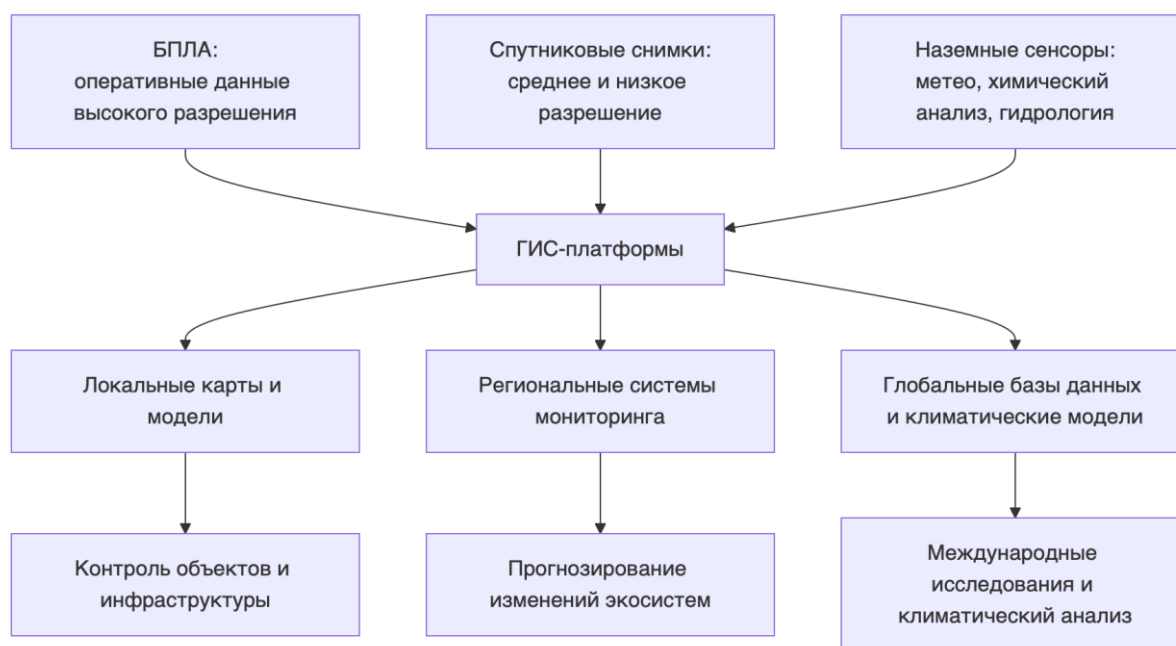 БПЛА:
оперативные данные
высокого разрешения
Спутниковые снимки:
среднее и низкое
разрешение
Наземные сенсоры:
метео, химический
анализ, гидрология
ГИС-платформы
Локальные карты и
модели
Региональные системы
мониторинга
Глобальные базы данных
и климатические модели
Контроль объектов и
инфраструктуры
Прогнозирование
изменений экосистем
Международные
исследования и
климатический анализ